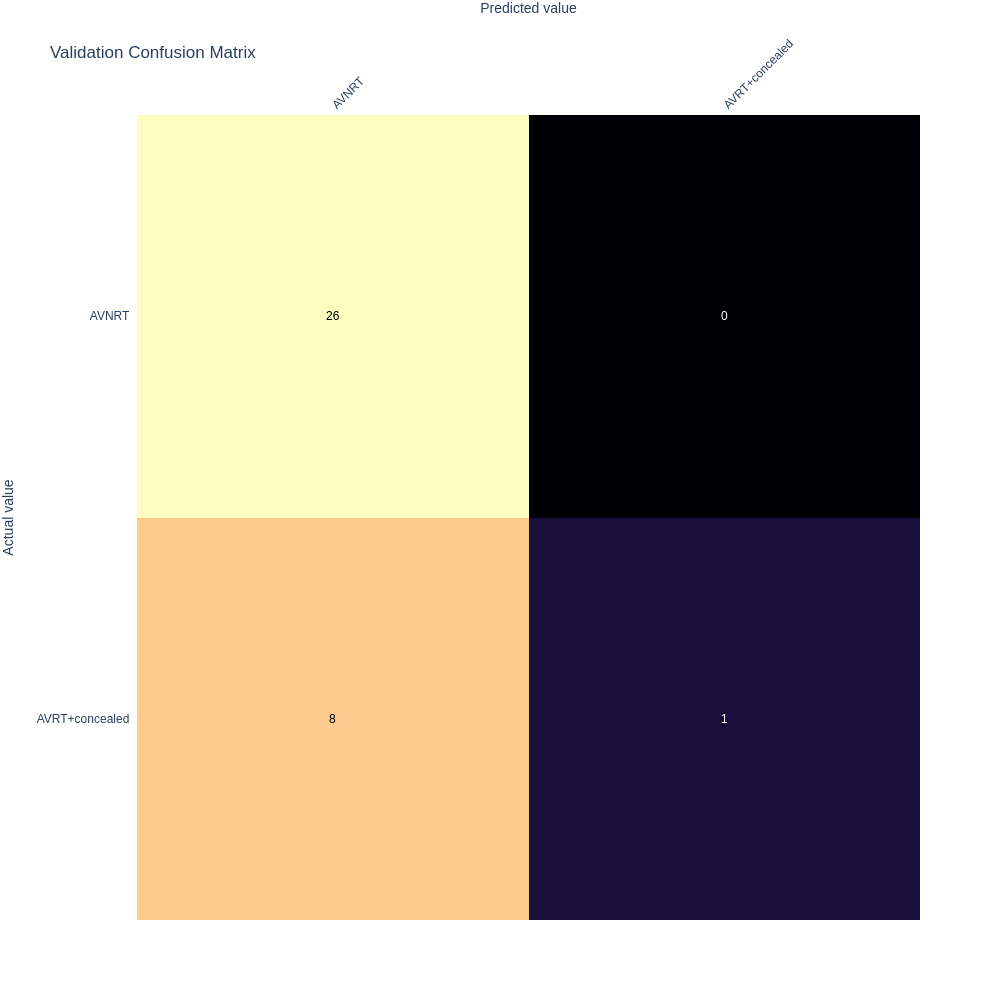 Predicted value
Validation Confusion Matrix
AVNRT
AVRT+concealed
AVNRT
26
0
Actual value
AVRT+concealed
8
1